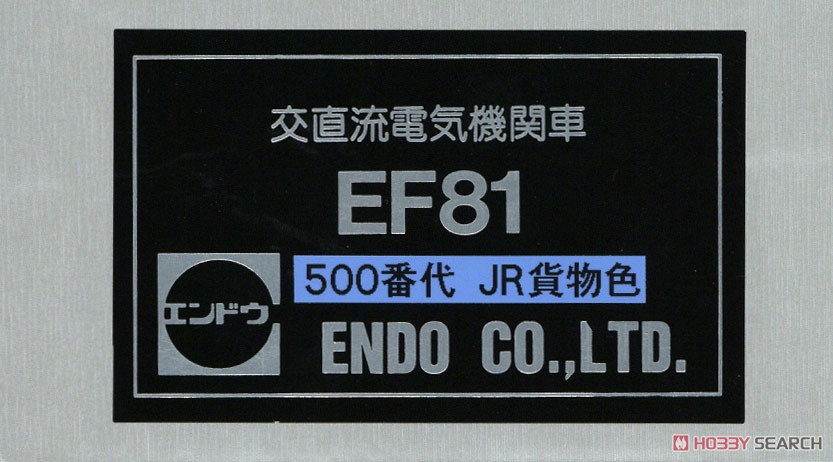 交直流電気機関車
EF81
500番代 JR貨物色
エンドウ
ENDO CO.,LTD.
HOBBY SEARCH